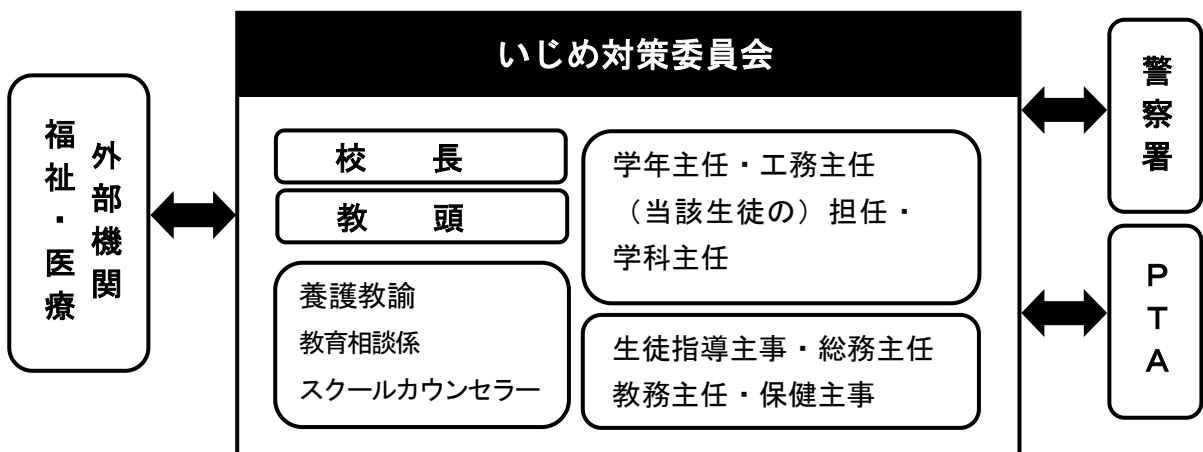 いじめ対策委員会
外部機関
福祉・医療
校　　長
教　　頭
養護教諭
教育相談係
スクールカウンセラー
学年主任・工務主任
（当該生徒の）担任・
学科主任
生徒指導主事・総務主任
教務主任・保健主事
警察署
ＰＴＡ